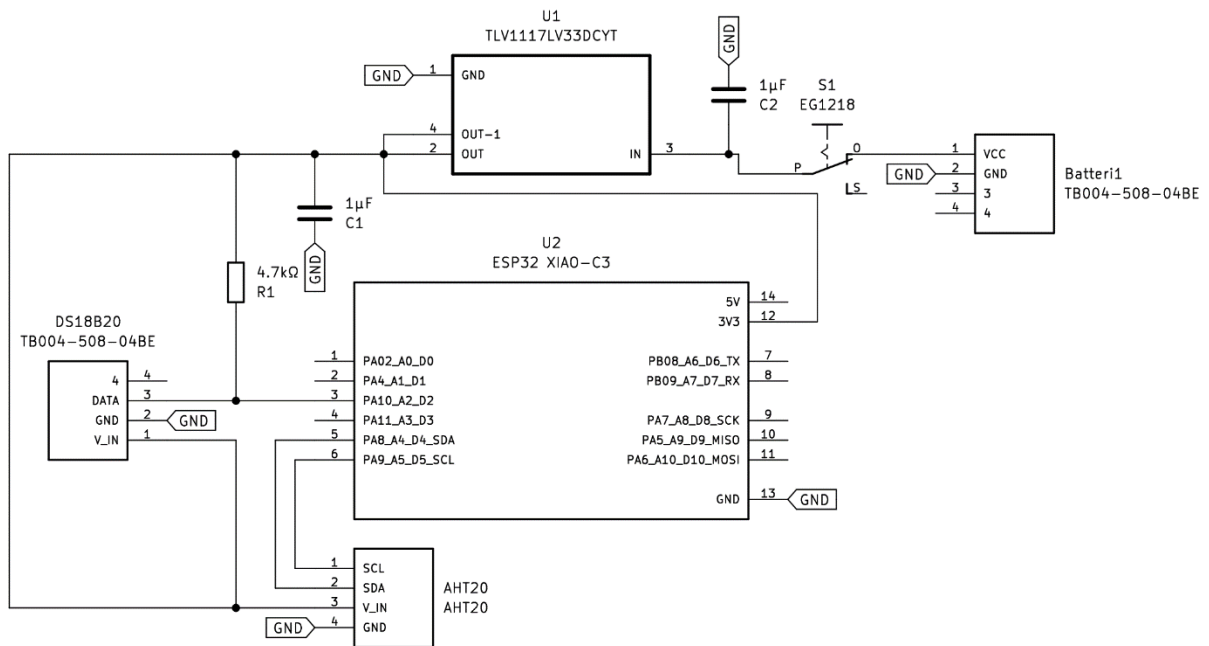 U1
TLV1117LV33DCYT
GND 1 GND
4 OUT-1
2 OUT
IN 3
GND
1µF
C2
S1
EG1218
P O
S
1 VCC
GND 2 GND
3 3
4 4
Batteri1
TB004-508-04BE
1µF
C1
GND
4.7kΩ
R1
U2
ESP32 XIAO-C3
5V 14
3V3 12
1 PA02_A0_D0
2 PA4_A1_D1
3 PA10_A2_D2
4 PA11_A3_D3
5 PA8_A4_D4_SDA
6 PA9_A5_D5_SCL
PB08_A6_D6_TX 7
PB09_A7_D7_RX 8
PA7_A8_D8_SCK 9
PA5_A9_D9_MISO 10
PA6_A10_D10_MOSI 11
GND 13 GND
DS18B20
TB004-508-04BE
4 4
DATA 3
GND 2 GND
V_IN 1
1 SCL
2 SDA
3 V_IN
GND 4 GND
AHT20
AHT20